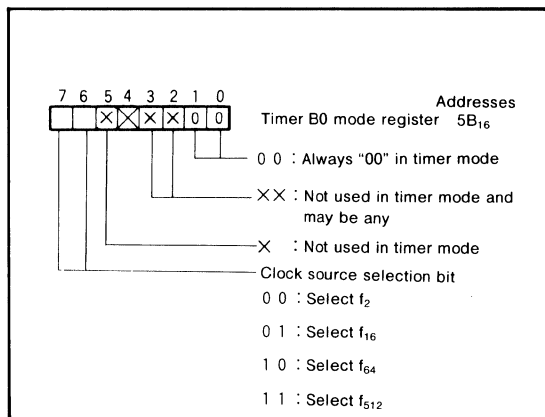 7 6 5 4 3 2 1 0
× × × × 0 0
Addresses
Timer B0 mode register 5B₁₆
0 0 : Always “00” in timer mode
×× : Not used in timer mode and
may be any
× : Not used in timer mode
Clock source selection bit
0 0 : Select f₂
0 1 : Select f₁₆
1 0 : Select f₆₄
1 1 : Select f₅₁₂